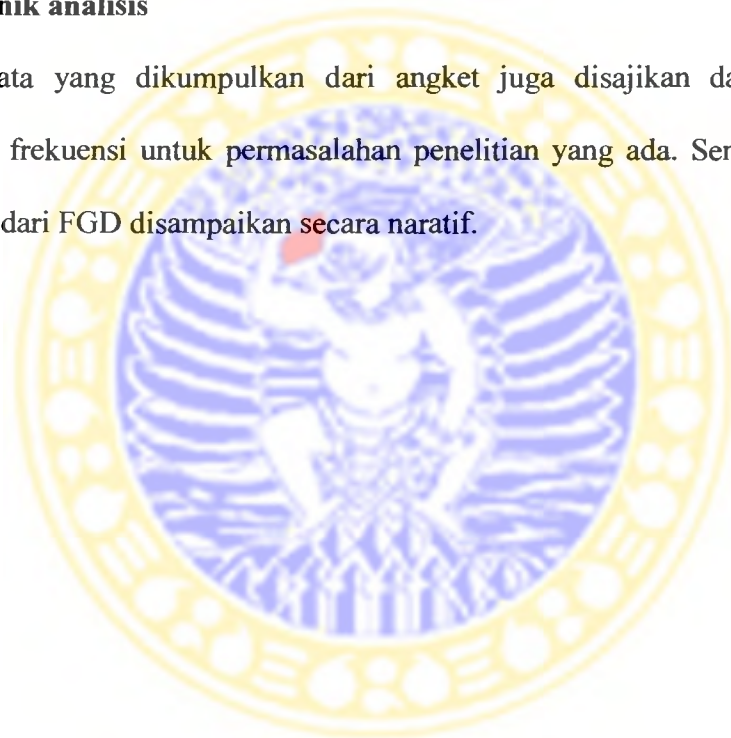 nik analisis
ata yang dikumpulkan dari angket juga disajikan da
frekuensi untuk permasalahan penelitian yang ada. Ser
dari FGD disampaikan secara naratif.